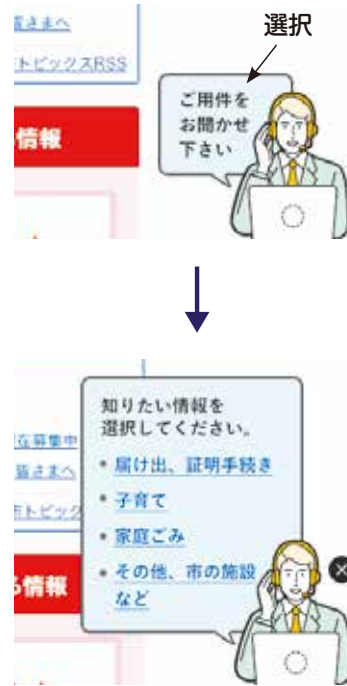 選択
皆さまへ
トピックスRSS
ご用件を
お聞かせ
下さい
情報
知りたい情報を
選択してください。
在募集中
皆さまへ
市トピック
• 届け出、証明手続き
• 子育て
• 家庭ごみ
• その他、市の施設
など
る情報